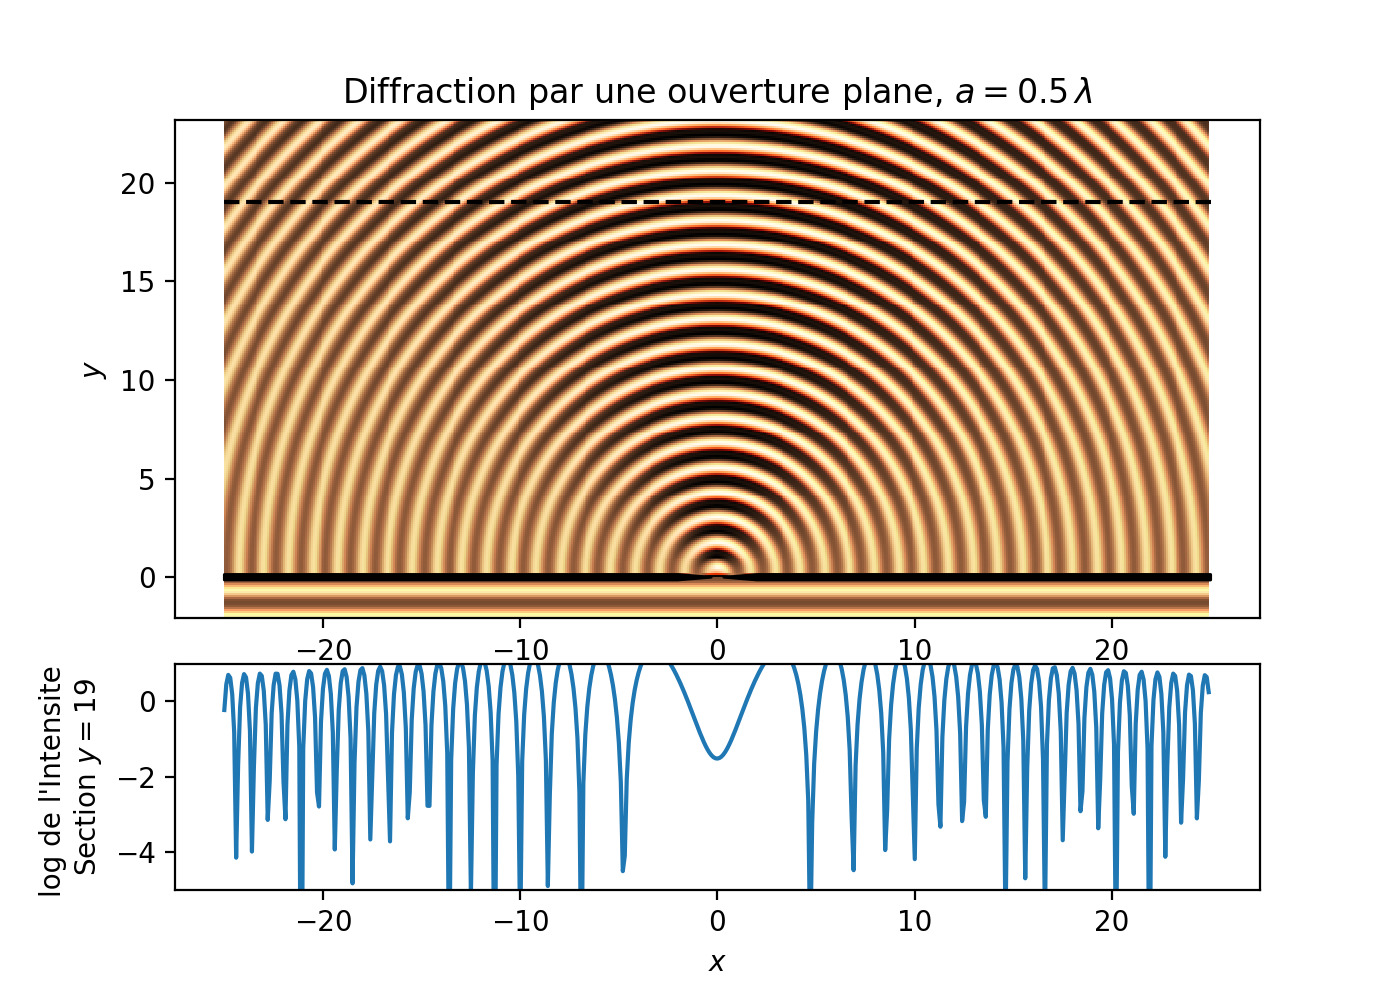 Diffraction par une ouverture plane, a = 0.5 λ
20
15
10
5
0
y
−20 −10 0 10 20
0
−2
−4
log de l'Intensite
Section y = 19
−20 −10 0 10 20
x